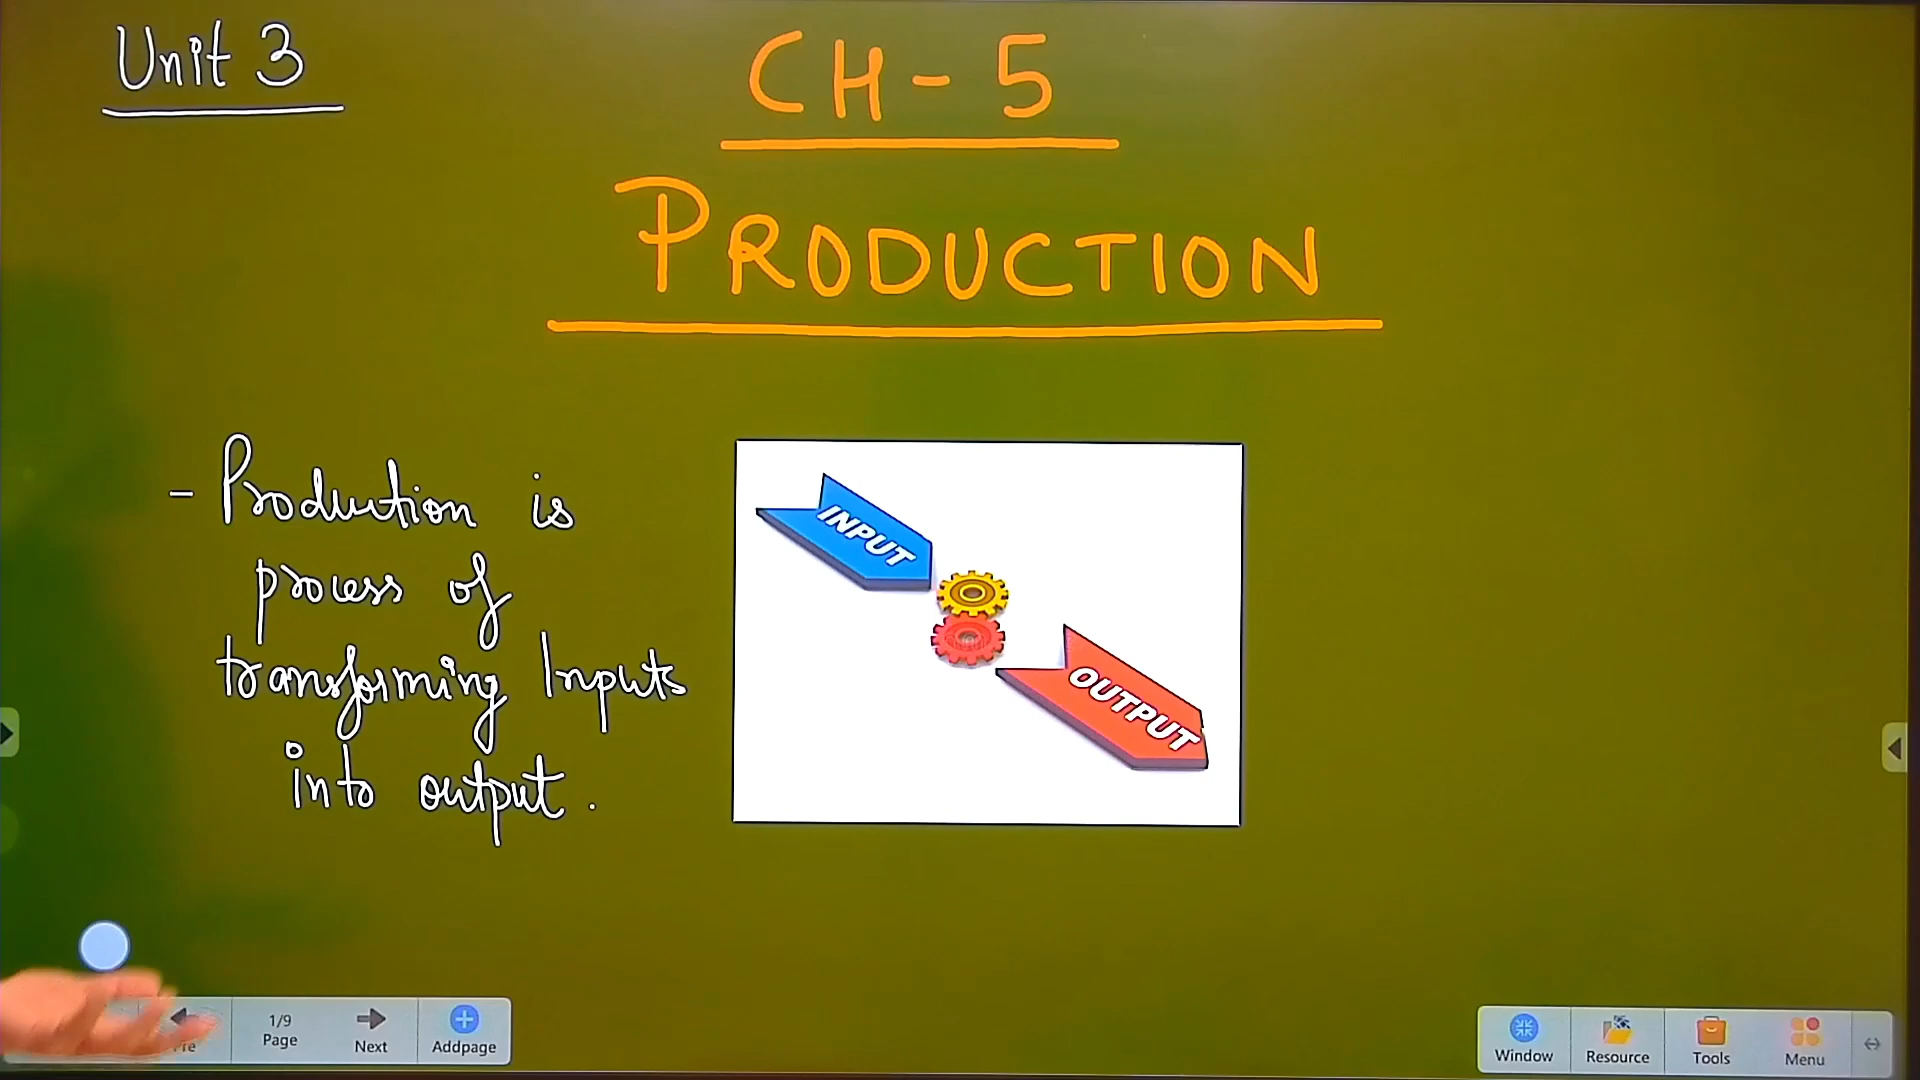 Unit 3
CH - 5
PRODUCTION
- Production is
process of
transforming Inputs
into output.
INPUT
OUTPUT
1/9
Page
Next
Addpage
Window
Resource
Tools
Menu